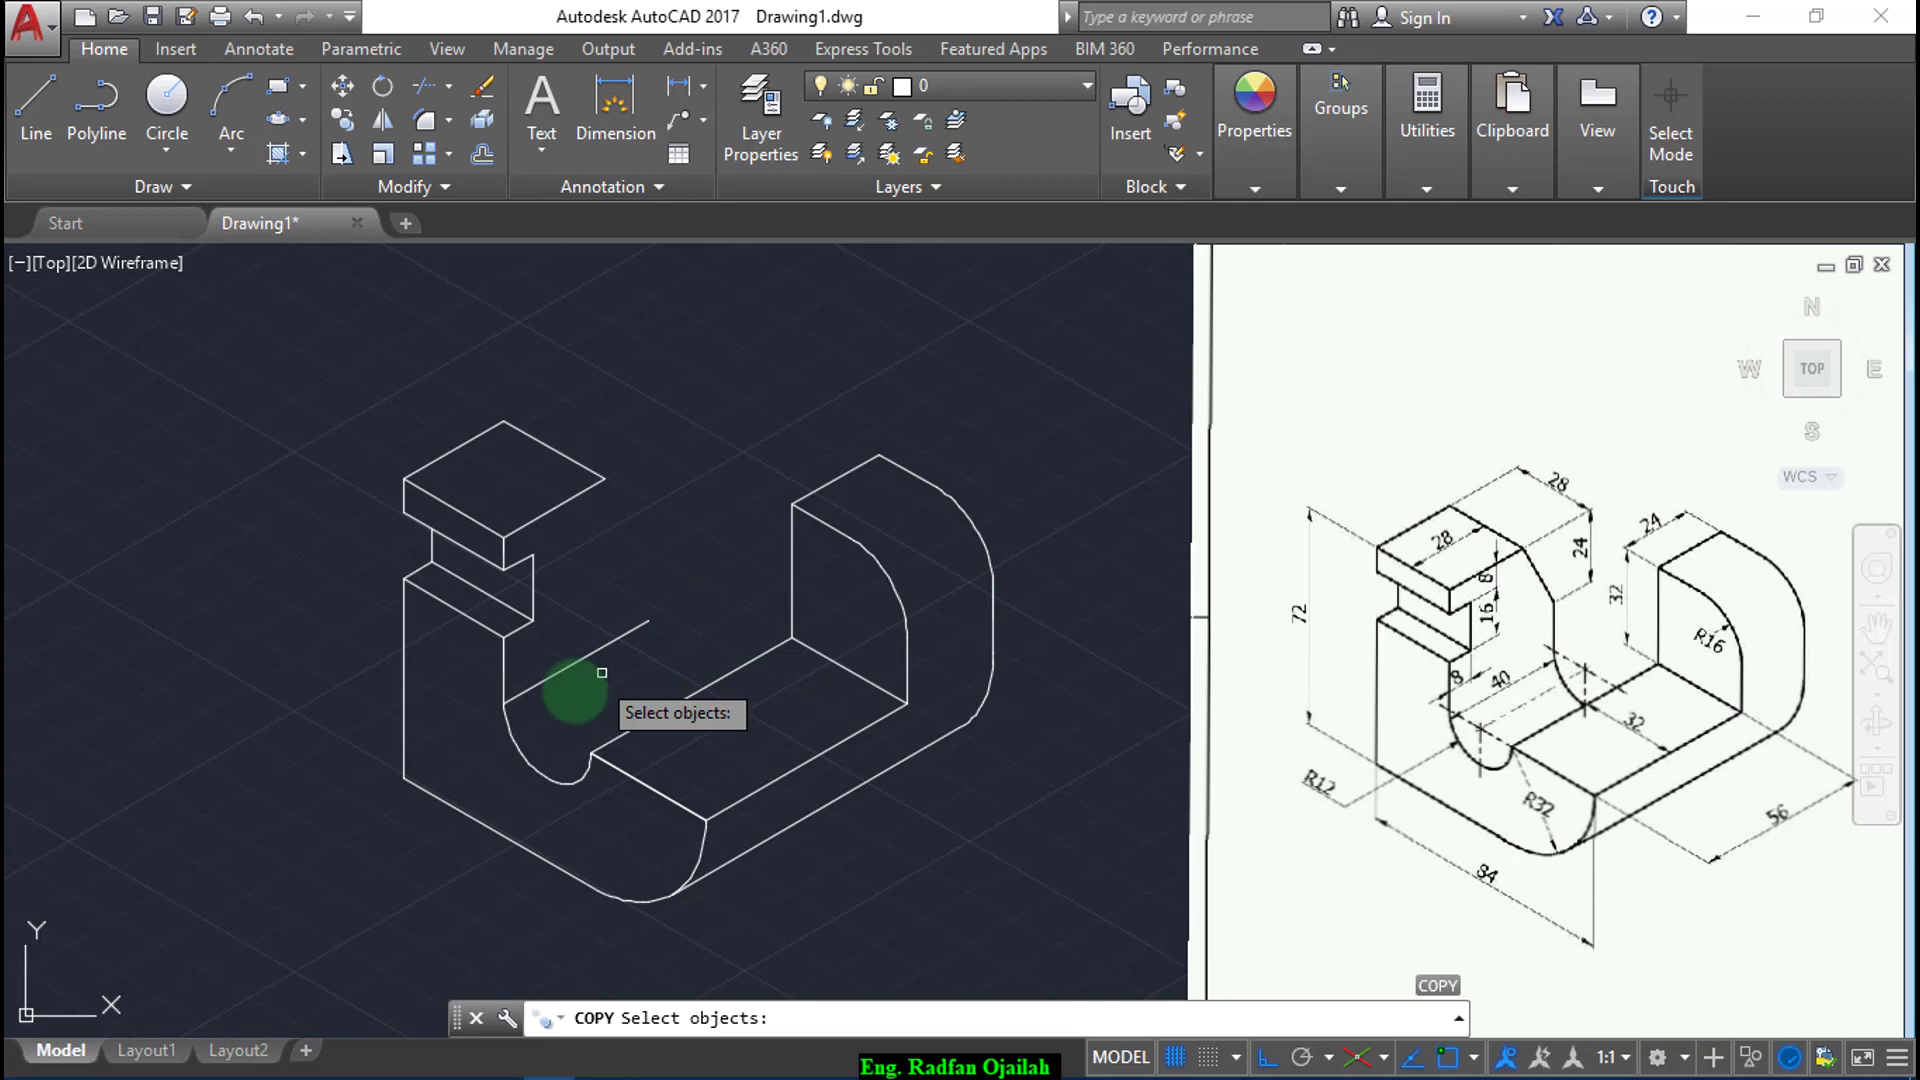 Autodesk AutoCAD 2017 Drawing1.dwg
Type a keyword or phrase
Sign In
Home Insert Annotate Parametric View Manage Output Add-ins A360 Express Tools Featured Apps BIM 360 Performance
Line Polyline Circle Arc
Text Dimension
Layer Properties
0
Insert
Properties Groups Utilities Clipboard View
Select Mode
Draw Modify Annotation Layers Block Touch
Start Drawing1*
[−][Top][2D Wireframe]
N
W TOP E
S
WCS
28
28
24
24
8
16
72
32
R16
8
40
32
R12
R32
56
84
Select objects:
Y
X
COPY
COPY Select objects:
Model Layout1 Layout2
MODEL
1:1
Eng. Radfan Ojailah